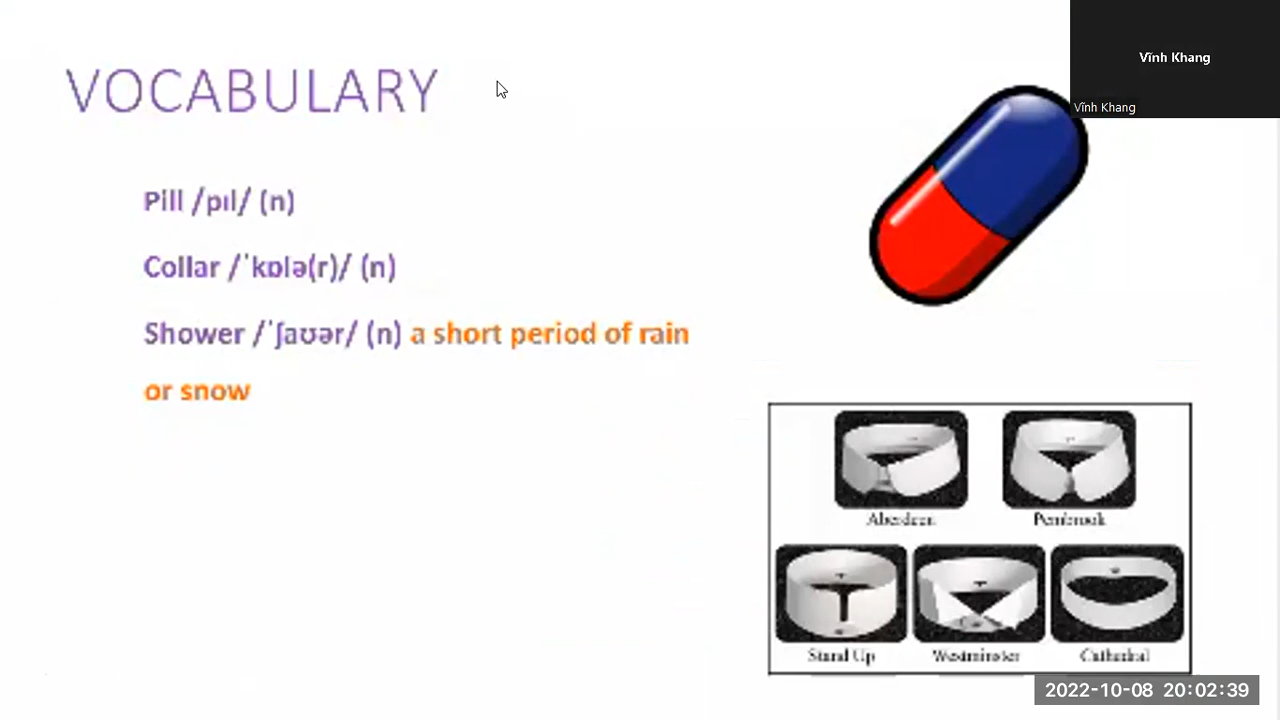 VOCABULARY
Vĩnh Khang
Vĩnh Khang
Pill /pɪl/ (n)
Collar /ˈkɒlə(r)/ (n)
Shower /ˈʃaʊər/ (n) a short period of rain
or snow
Aberdeen
Pembrook
Stand Up
Westminster
Cathedral
2022-10-08 20:02:39